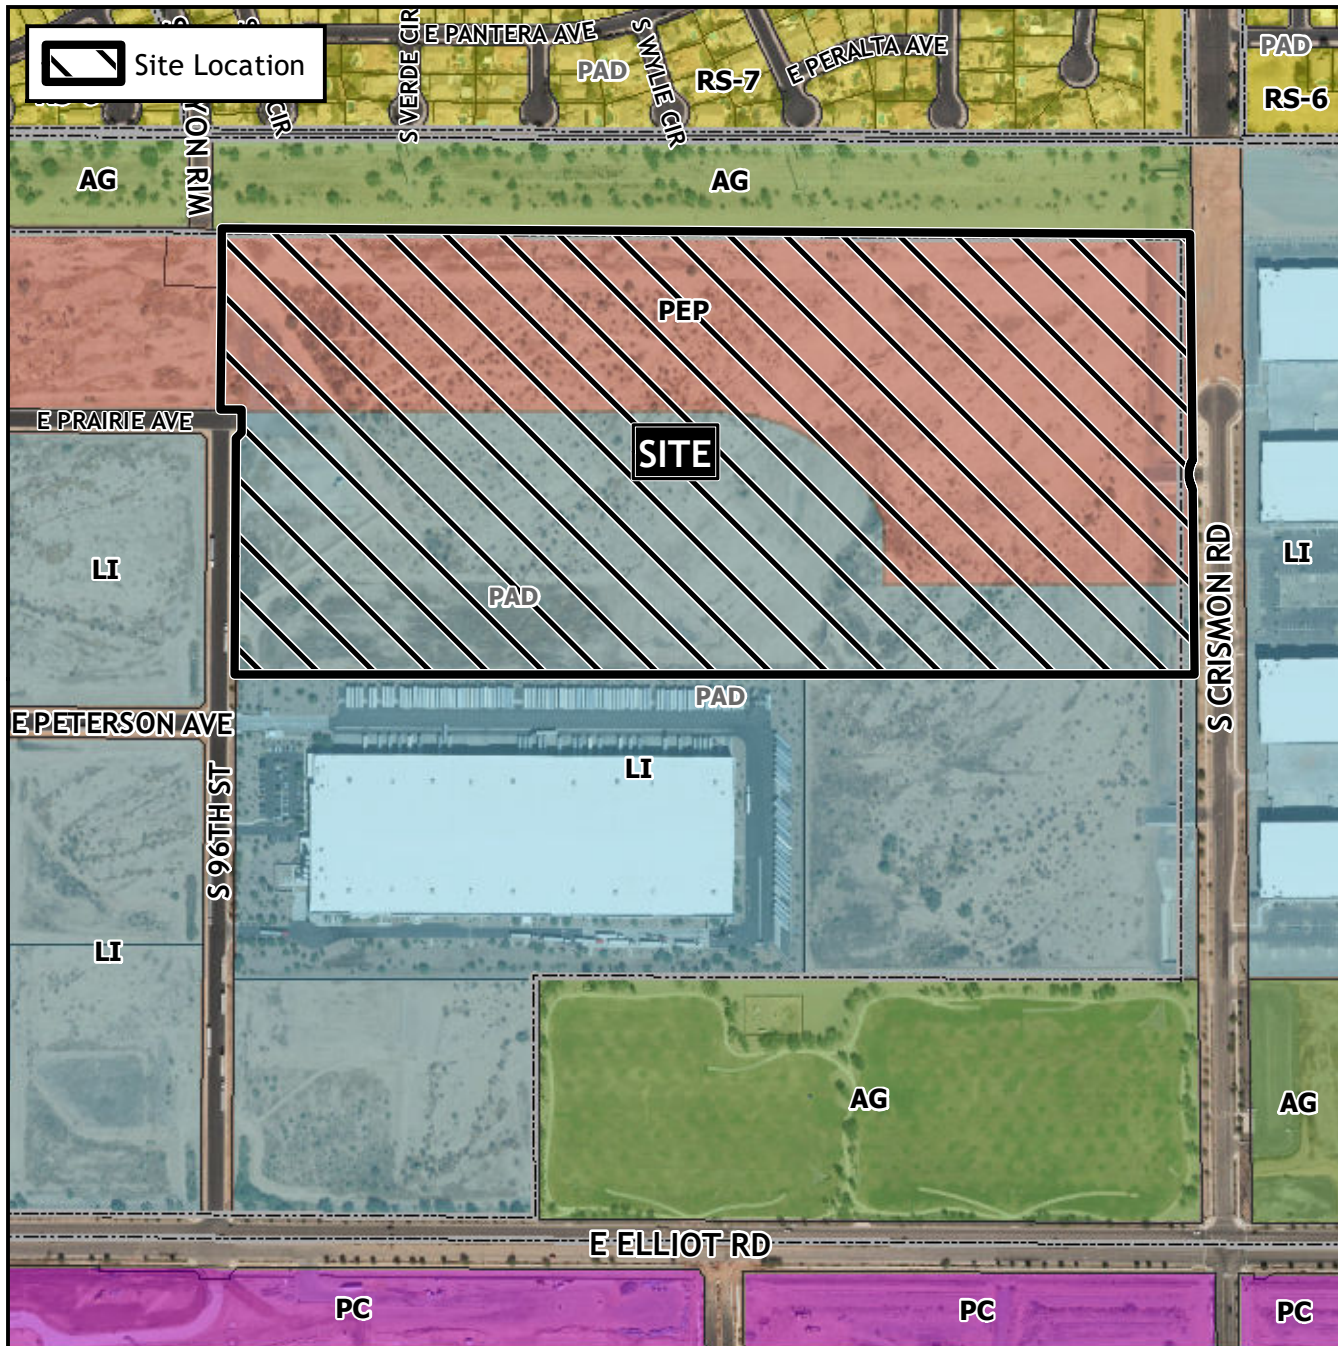 E PANTERA AVE
S VERDE CIR
S WYLIE CIR
E PERALTA AVE
PAD
RS-7
PAD
RS-6
Site Location
CIR
YON RIM
AG
AG
PEP
E PRAIRIE AVE
SITE
LI
PAD
LI
S CRISMON RD
PAD
E PETERSON AVE
LI
S 96TH ST
LI
AG
AG
E ELLIOT RD
PC
PC
PC